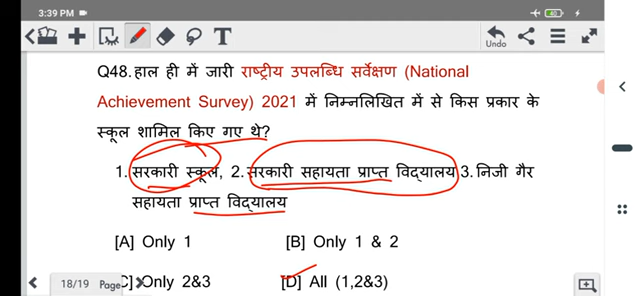 3:39 PM
40
T
Undo
Q48. हाल ही में जारी राष्ट्रीय उपलब्धि सर्वेक्षण (National
Achievement Survey) 2021 में निम्नलिखित में से किस प्रकार के
स्कूल शामिल किए गए थे?
1. सरकारी स्कूल, 2. सरकारी सहायता प्राप्त विद्यालय 3. निजी गैर
सहायता प्राप्त विद्यालय
[A] Only 1 [B] Only 1 & 2
C] Only 2&3 [D] All (1,2&3)
18/19 Page